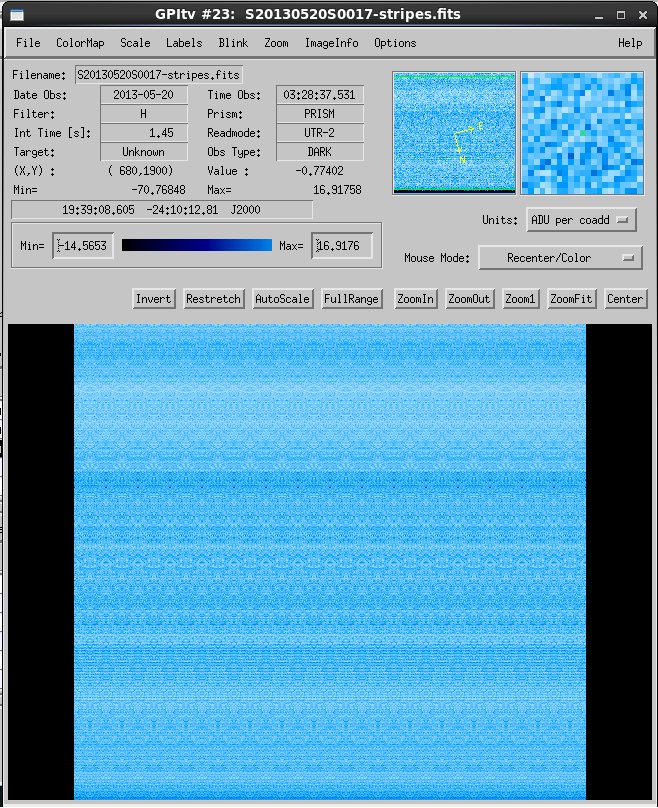 GPItv #23: S20130520S0017-stripes.fits
File ColorMap Scale Labels Blink Zoom ImageInfo Options Help
Filename: S20130520S0017-stripes.fits
Date Obs: 2013-05-20 Time Obs: 03:28:37.531
Filter: H Prism: PRISM
Int Time [s]: 1.45 Readmode: UTR-2
Target: Unknown Obs Type: DARK
(X,Y) : ( 680,1900) Value : -0.77402
Min= -70.76848 Max= 16.91758
19:39:08.605 -24:10:12.81 J2000
E
N
Units: ADU per coadd
Min= -14.5653 Max= 16.9176
Mouse Mode: Recenter/Color
Invert Restretch AutoScale FullRange ZoomIn ZoomOut Zoom1 ZoomFit Center